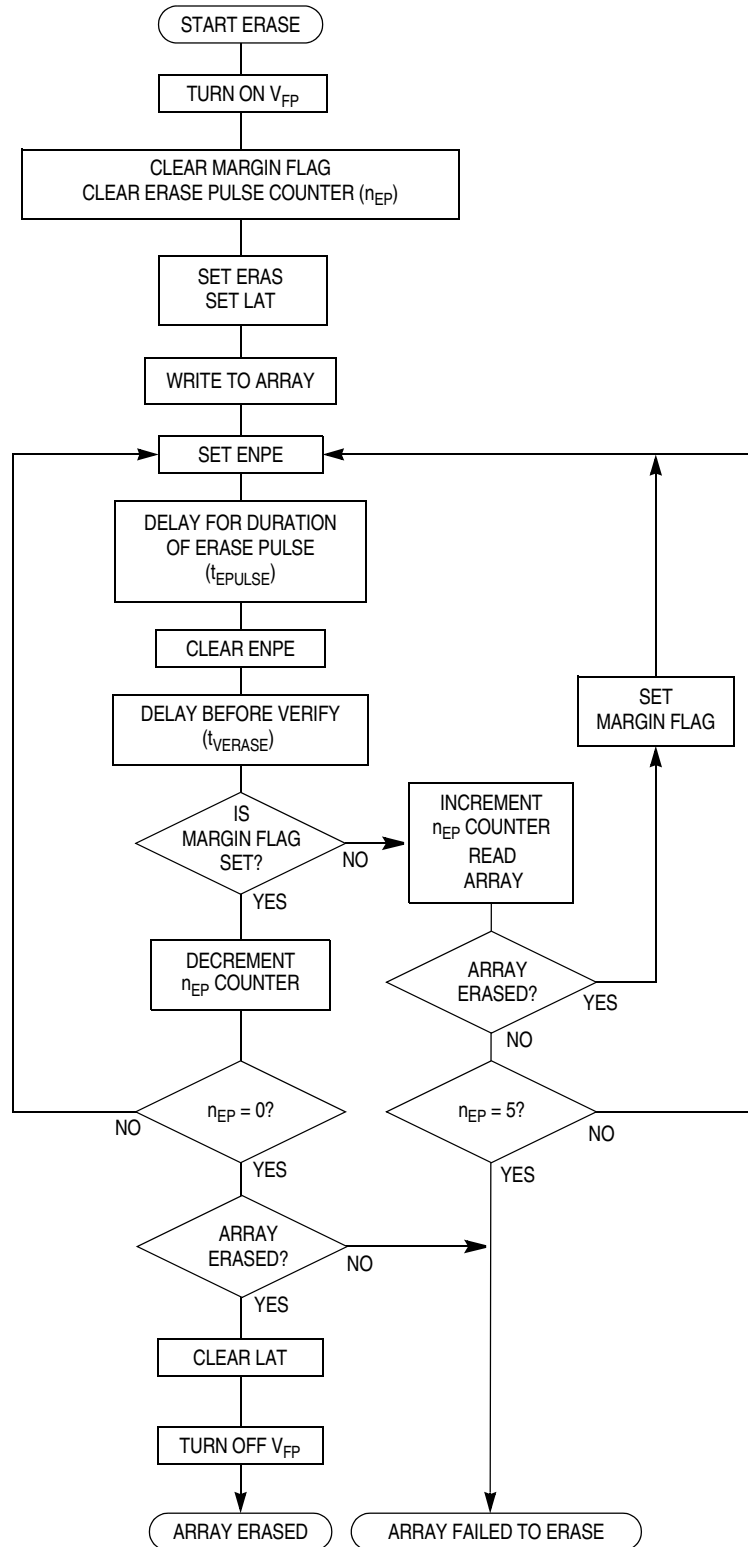 START ERASE
TURN ON VFP
CLEAR MARGIN FLAG
CLEAR ERASE PULSE COUNTER (nEP)
SET ERAS
SET LAT
WRITE TO ARRAY
SET ENPE
DELAY FOR DURATION
OF ERASE PULSE
(tEPULSE)
CLEAR ENPE
DELAY BEFORE VERIFY
(tVERASE)
SET
MARGIN FLAG
IS
MARGIN FLAG
SET?
NO
YES
INCREMENT
nEP COUNTER
READ
ARRAY
DECREMENT
nEP COUNTER
ARRAY
ERASED?
YES
NO
nEP = 0?
NO
YES
nEP = 5?
NO
YES
ARRAY
ERASED?
NO
YES
CLEAR LAT
TURN OFF VFP
ARRAY ERASED
ARRAY FAILED TO ERASE